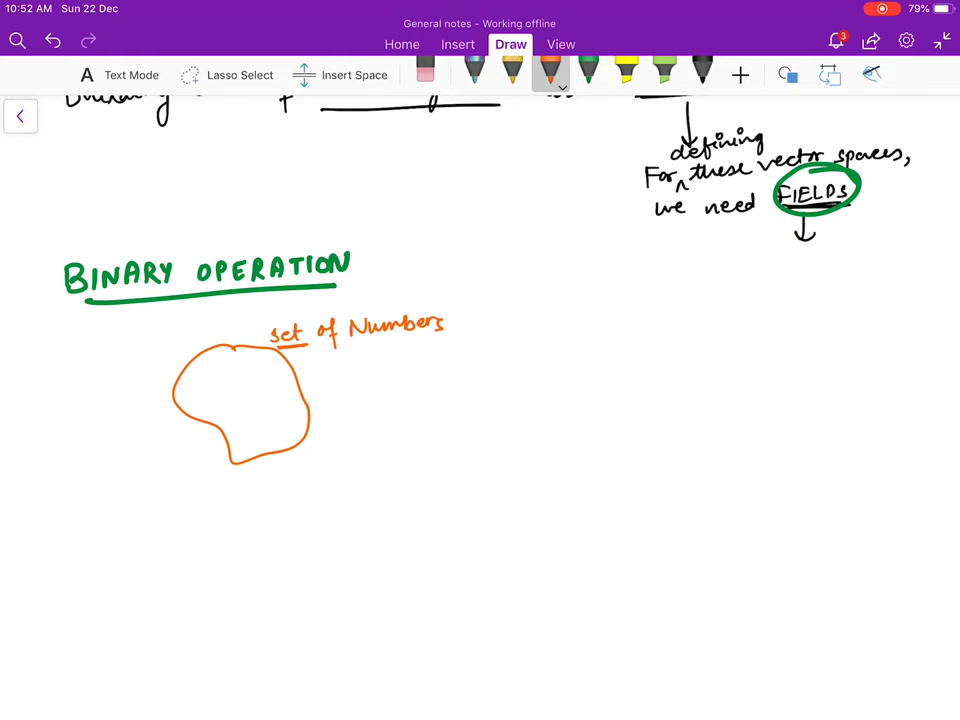 10:52 AM Sun 22 Dec
79%
General notes - Working offline
Home Insert Draw View
3
A Text Mode Lasso Select Insert Space
defining
For ^ these vector spaces,
we need FIELDS
BINARY OPERATION
set of Numbers